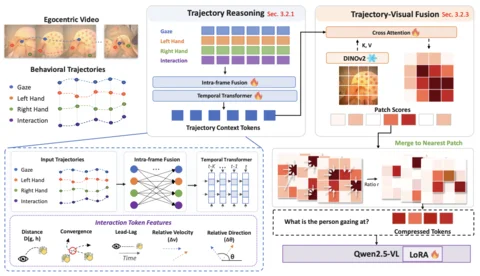 Egocentric Video
Behavioral Trajectories
Gaze
Left Hand
Right Hand
Interaction
Trajectory Reasoning Sec. 3.2.1
Gaze
Left Hand
Right Hand
Interaction
Intra-frame Fusion
Temporal Transformer
Trajectory Context Tokens
Trajectory-Visual Fusion Sec. 3.2.3
Cross Attention
K, V
DINOv2
Patch Scores
Merge to Nearest Patch
Ratio r
What is the person gazing at?
Compressed Tokens
Qwen2.5-VL LoRA
Input Trajectories
Gaze
Left Hand
Right Hand
Interaction
Intra-frame Fusion
Temporal Transformer
Interaction Token Features
Distance
D(g, h)
Convergence
Lead-Lag
Time
Relative Velocity
(Δv)
Relative Direction
(Δθ)
θ